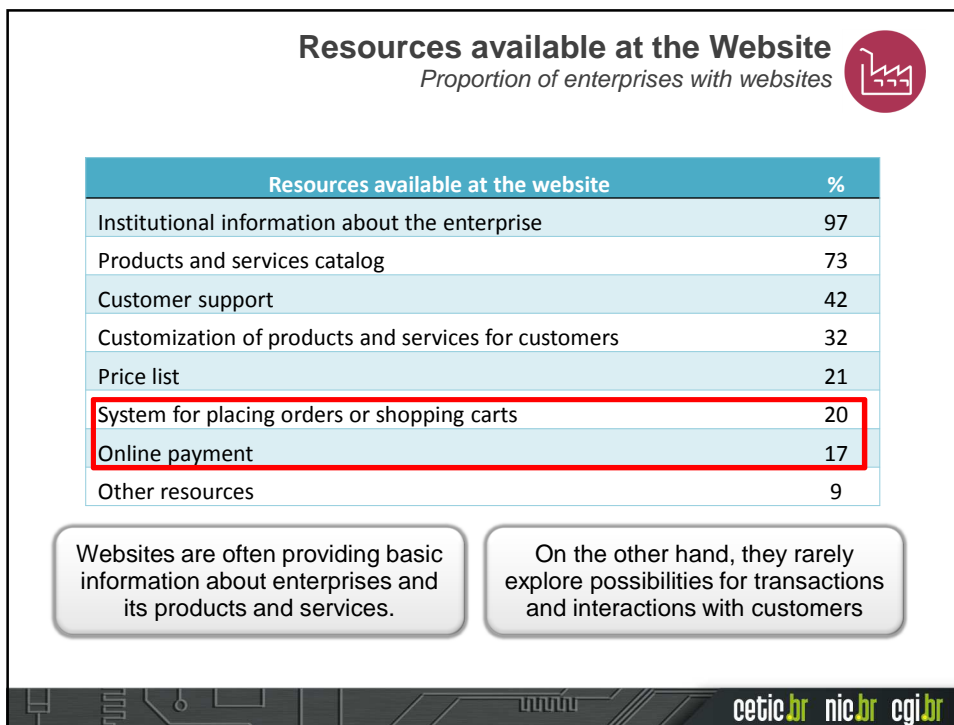 Resources available at the Website
Proportion of enterprises with websites
Resources available at the website %
Institutional information about the enterprise 97
Products and services catalog 73
Customer support 42
Customization of products and services for customers 32
Price list 21
System for placing orders or shopping carts 20
Online payment 17
Other resources 9
Websites are often providing basic
information about enterprises and
its products and services.
On the other hand, they rarely
explore possibilities for transactions
and interactions with customers
cetic.br nic.br cgi.br